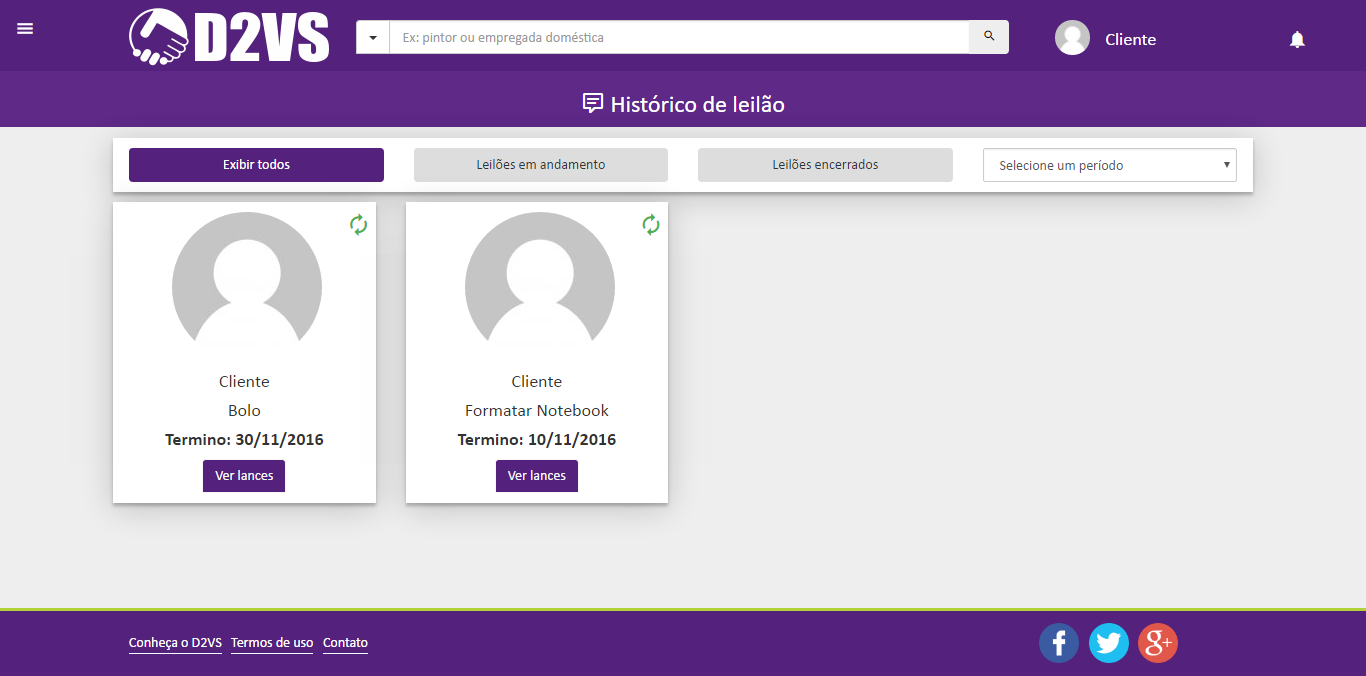 D2VS
Ex: pintor ou empregada doméstica
Cliente
Histórico de leilão
Exibir todos
Leilões em andamento
Leilões encerrados
Selecione um período
Cliente
Bolo
Termino: 30/11/2016
Ver lances
Cliente
Formatar Notebook
Termino: 10/11/2016
Ver lances
Conheça o D2VS
Termos de uso
Contato
f
g+